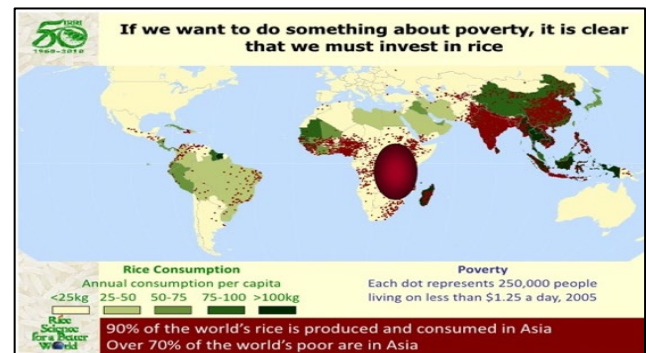 50
1960-2010
If we want to do something about poverty, it is clear
that we must invest in rice
Rice Consumption
Annual consumption per capita
<25kg 25-50 50-75 75-100 >100kg
Poverty
Each dot represents 250,000 people
living on less than $1.25 a day, 2005
Rice
Science
for a Better
World
90% of the world's rice is produced and consumed in Asia
Over 70% of the world's poor are in Asia